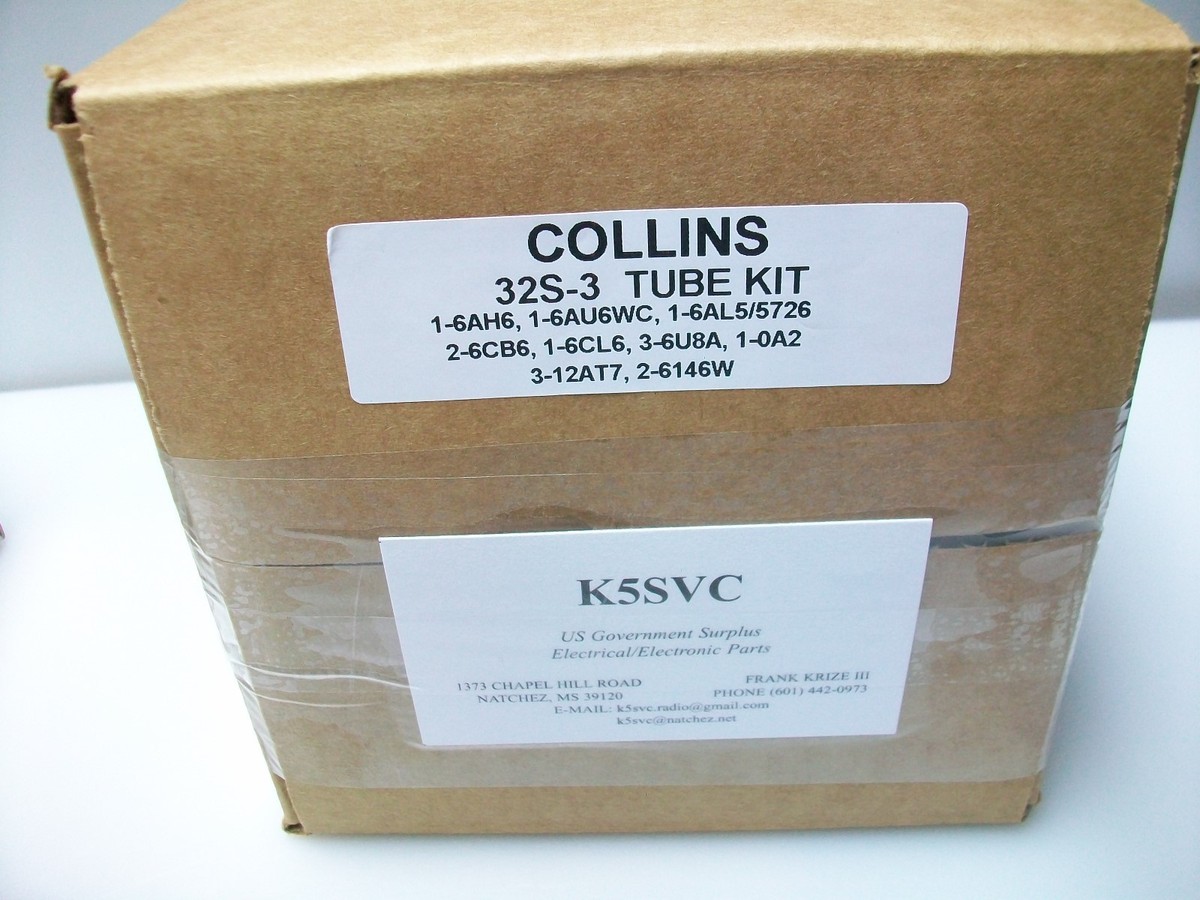 COLLINS
32S-3 TUBE KIT
1-6AH6, 1-6AU6WC, 1-6AL5/5726
2-6CB6, 1-6CL6, 3-6U8A, 1-0A2
3-12AT7, 2-6146W
K5SVC
US Government Surplus
Electrical/Electronic Parts
1373 CHAPEL HILL ROAD FRANK KRIZE III
NATCHEZ, MS 39120 PHONE (601) 442-0973
E-MAIL: k5svc.radio@gmail.com
k5svc@natchez.net